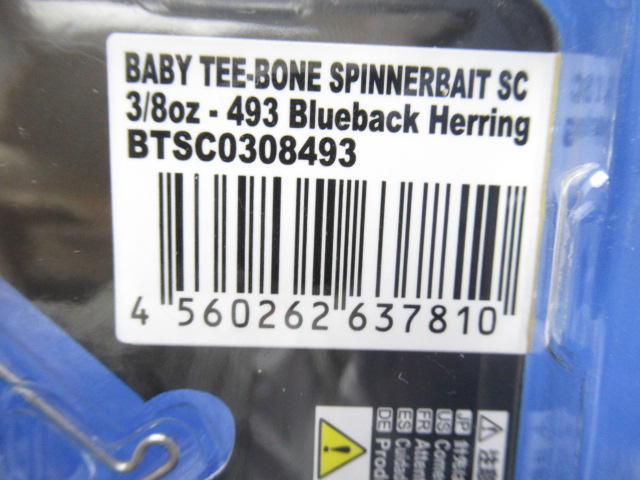 BABY TEE-BONE SPINNERBAIT SC
3/8oz - 493 Blueback Herring
BTSC0308493
4 560262 637810
JP
US
FR
ES
DE